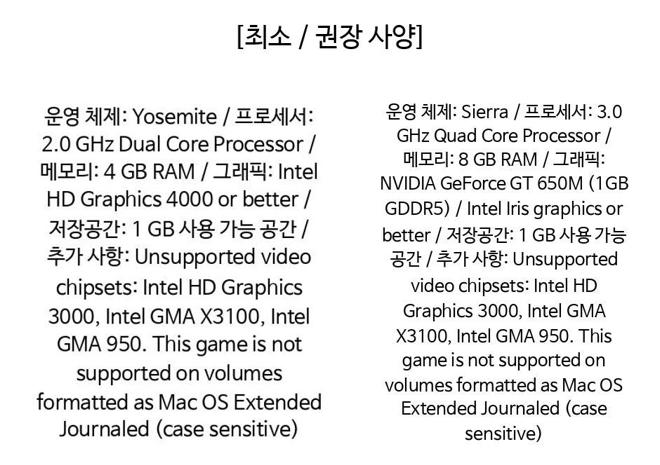 [최소 / 권장 사양]
운영 체제: Yosemite / 프로세서:
2.0 GHz Dual Core Processor /
메모리: 4 GB RAM / 그래픽: Intel
HD Graphics 4000 or better /
저장공간: 1 GB 사용 가능 공간 /
추가 사항: Unsupported video
chipsets: Intel HD Graphics
3000, Intel GMA X3100, Intel
GMA 950. This game is not
supported on volumes
formatted as Mac OS Extended
Journaled (case sensitive)
운영 체제: Sierra / 프로세서: 3.0
GHz Quad Core Processor /
메모리: 8 GB RAM / 그래픽:
NVIDIA GeForce GT 650M (1GB
GDDR5) / Intel Iris graphics or
better / 저장공간: 1 GB 사용 가능
공간 / 추가 사항: Unsupported
video chipsets: Intel HD
Graphics 3000, Intel GMA
X3100, Intel GMA 950. This
game is not supported on
volumes formatted as Mac OS
Extended Journaled (case
sensitive)